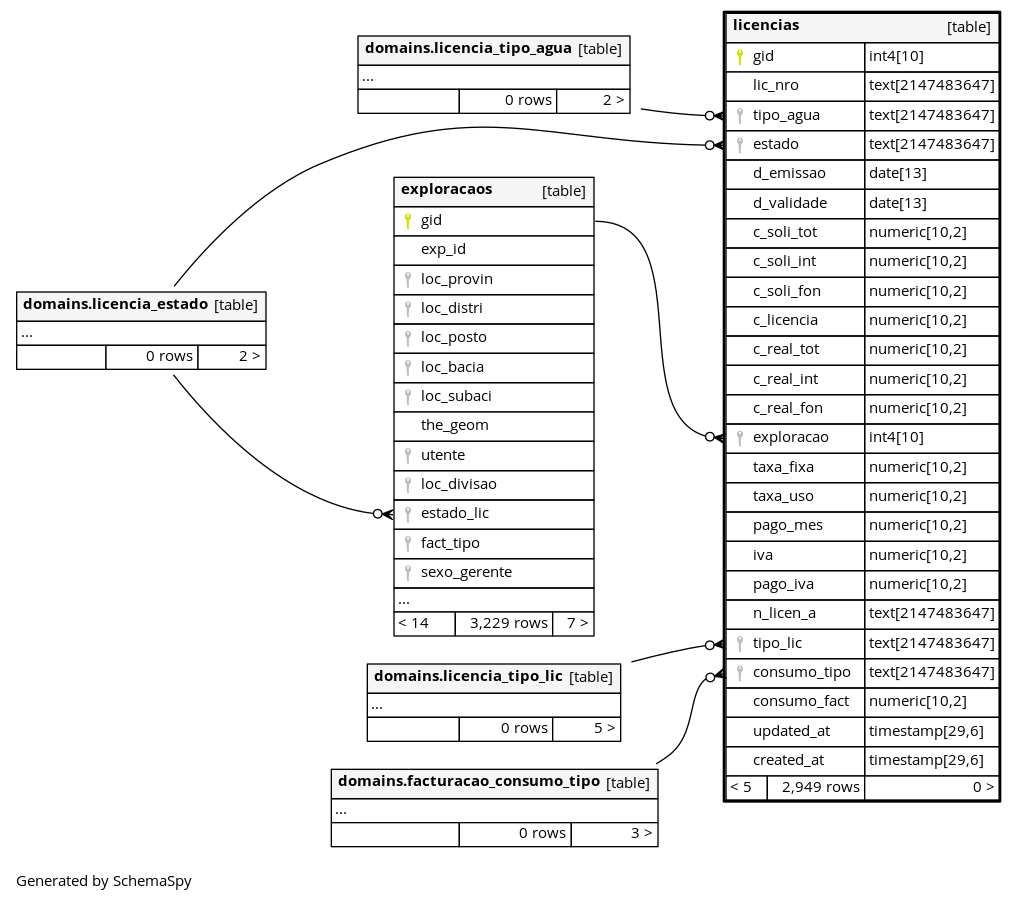 domains.licencia_tipo_agua [table]
...
0 rows 2 >
domains.licencia_estado [table]
...
0 rows 2 >
exploracaos [table]
gid
exp_id
loc_provin
loc_distri
loc_posto
loc_bacia
loc_subaci
the_geom
utente
loc_divisao
estado_lic
fact_tipo
sexo_gerente
...
< 14 3,229 rows 7 >
domains.licencia_tipo_lic [table]
...
0 rows 5 >
domains.facturacao_consumo_tipo [table]
...
0 rows 3 >
licencias [table]
gid int4[10]
lic_nro text[2147483647]
tipo_agua text[2147483647]
estado text[2147483647]
d_emissao date[13]
d_validade date[13]
c_soli_tot numeric[10,2]
c_soli_int numeric[10,2]
c_soli_fon numeric[10,2]
c_licencia numeric[10,2]
c_real_tot numeric[10,2]
c_real_int numeric[10,2]
c_real_fon numeric[10,2]
exploracao int4[10]
taxa_fixa numeric[10,2]
taxa_uso numeric[10,2]
pago_mes numeric[10,2]
iva numeric[10,2]
pago_iva numeric[10,2]
n_licen_a text[2147483647]
tipo_lic text[2147483647]
consumo_tipo text[2147483647]
consumo_fact numeric[10,2]
updated_at timestamp[29,6]
created_at timestamp[29,6]
< 5 2,949 rows 0 >
Generated by SchemaSpy